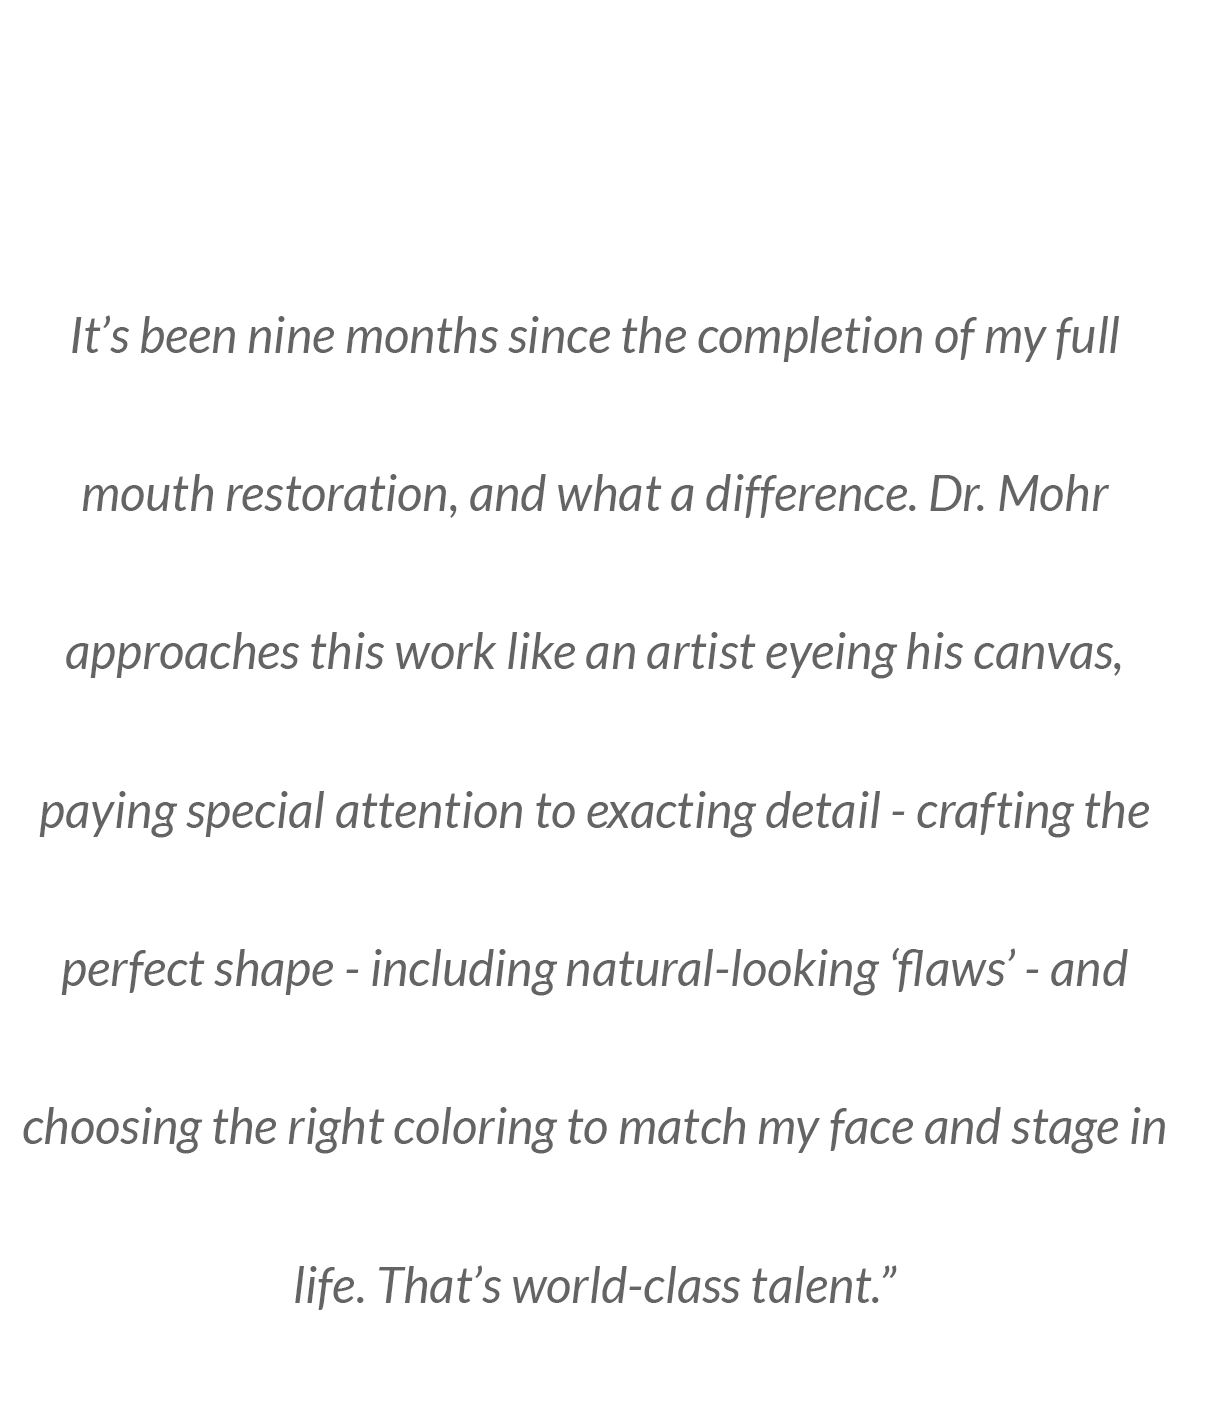 It’s been nine months since the completion of my full
mouth restoration, and what a difference. Dr. Mohr
approaches this work like an artist eyeing his canvas,
paying special attention to exacting detail - crafting the
perfect shape - including natural-looking ‘flaws’ - and
choosing the right coloring to match my face and stage in
life. That’s world-class talent.”